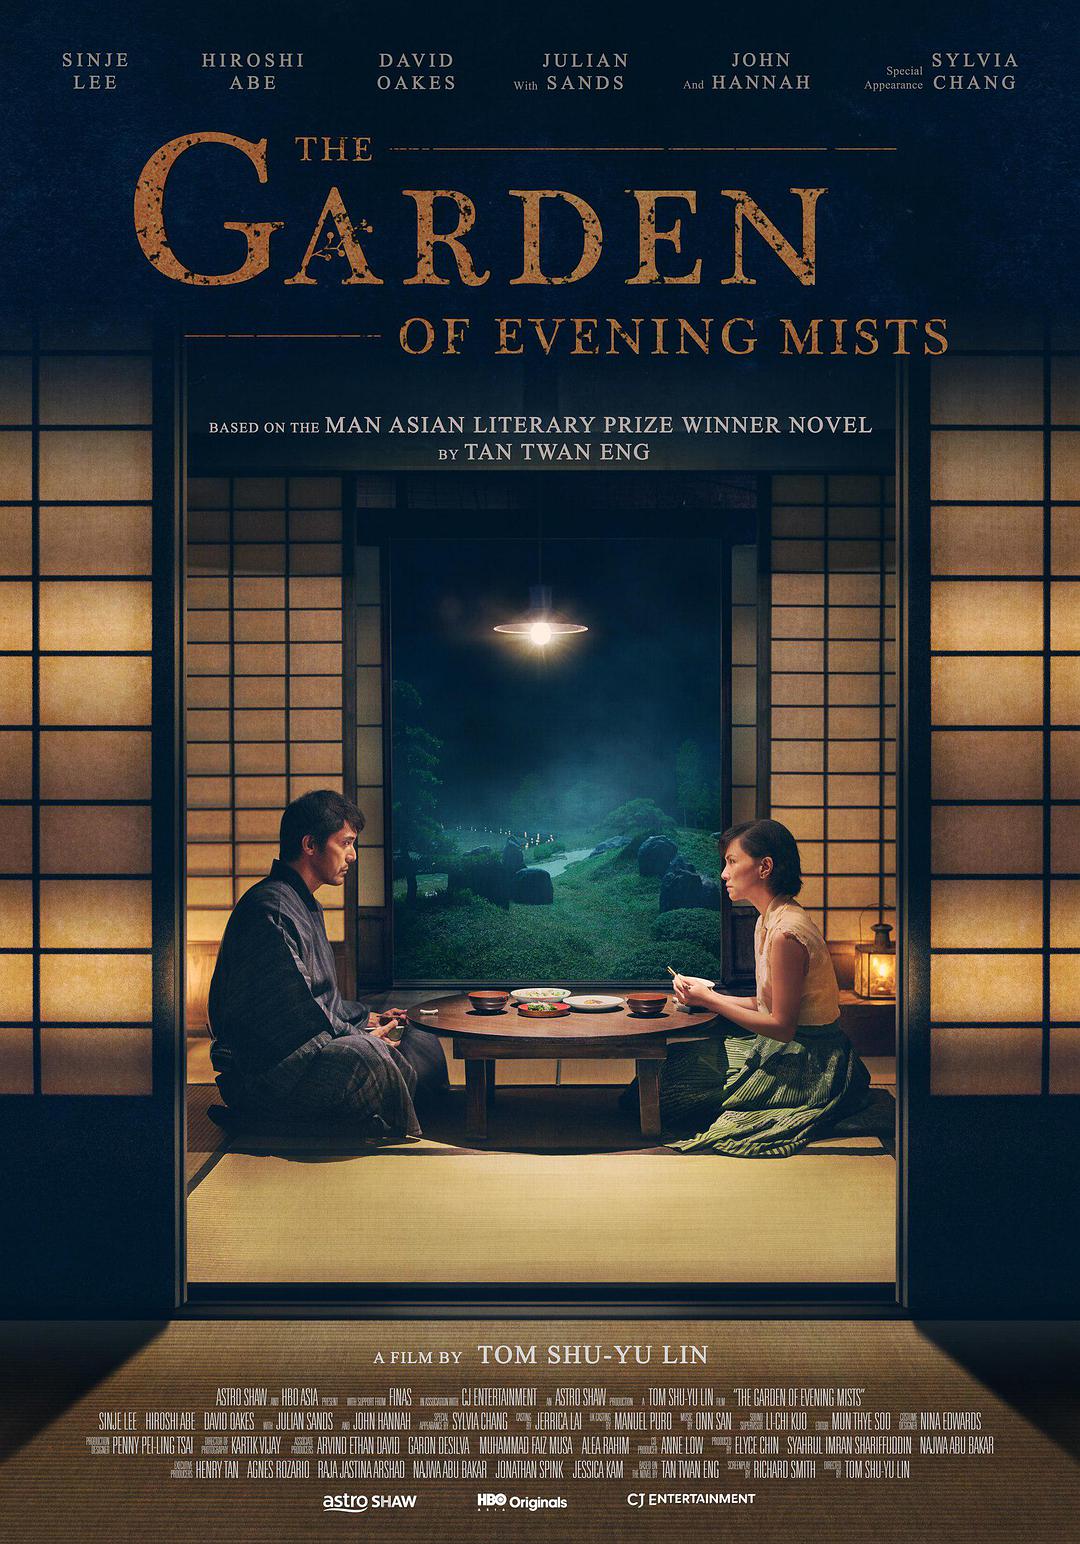 SINJE LEE HIROSHI ABE DAVID OAKES With JULIAN SANDS And JOHN HANNAH Special Appearance SYLVIA CHANG
THE
GARDEN
OF EVENING MISTS
BASED ON THE MAN ASIAN LITERARY PRIZE WINNER NOVEL
BY TAN TWAN ENG
A FILM BY TOM SHU-YU LIN
ASTRO SHAW AND HBO ASIA PRESENT WITH SUPPORT FROM FINAS IN ASSOCIATION WITH CJ ENTERTAINMENT AN ASTRO SHAW PRODUCTION A TOM SHU-YU LIN FILM "THE GARDEN OF EVENING MISTS"
SINJE LEE HIROSHI ABE DAVID OAKES WITH JULIAN SANDS AND JOHN HANNAH SPECIAL APPEARANCE BY SYLVIA CHANG CASTING BY JERRICA LAI UK CASTING BY MANUEL PURO MUSIC BY ONN SAN SOUND SUPERVISOR LI-CHI KUO EDITOR MUN THYE SOO COSTUME DESIGNER NINA EDWARDS
PRODUCTION DESIGNER PENNY PEI-LING TSAI DIRECTOR OF PHOTOGRAPHY KARTIK VIJAY ASSOCIATE PRODUCERS ARVIND ETHAN DAVID GARON DESILVA MUHAMMAD FAIZ MUSA ALEA RAHIM CO PRODUCER ANNE LOW PRODUCED BY ELYCE CHIN SYAHRUL IMRAN SHARIFFUDDIN NAJWA ABU BAKAR
EXECUTIVE PRODUCERS HENRY TAN AGNES ROZARIO RAJA JASTINA ARSHAD NAJWA ABU BAKAR JONATHAN SPINK JESSICA KAM BASED ON THE NOVEL BY TAN TWAN ENG SCREENPLAY BY RICHARD SMITH DIRECTED BY TOM SHU-YU LIN
astro SHAW HBO ASIA Originals CJ ENTERTAINMENT